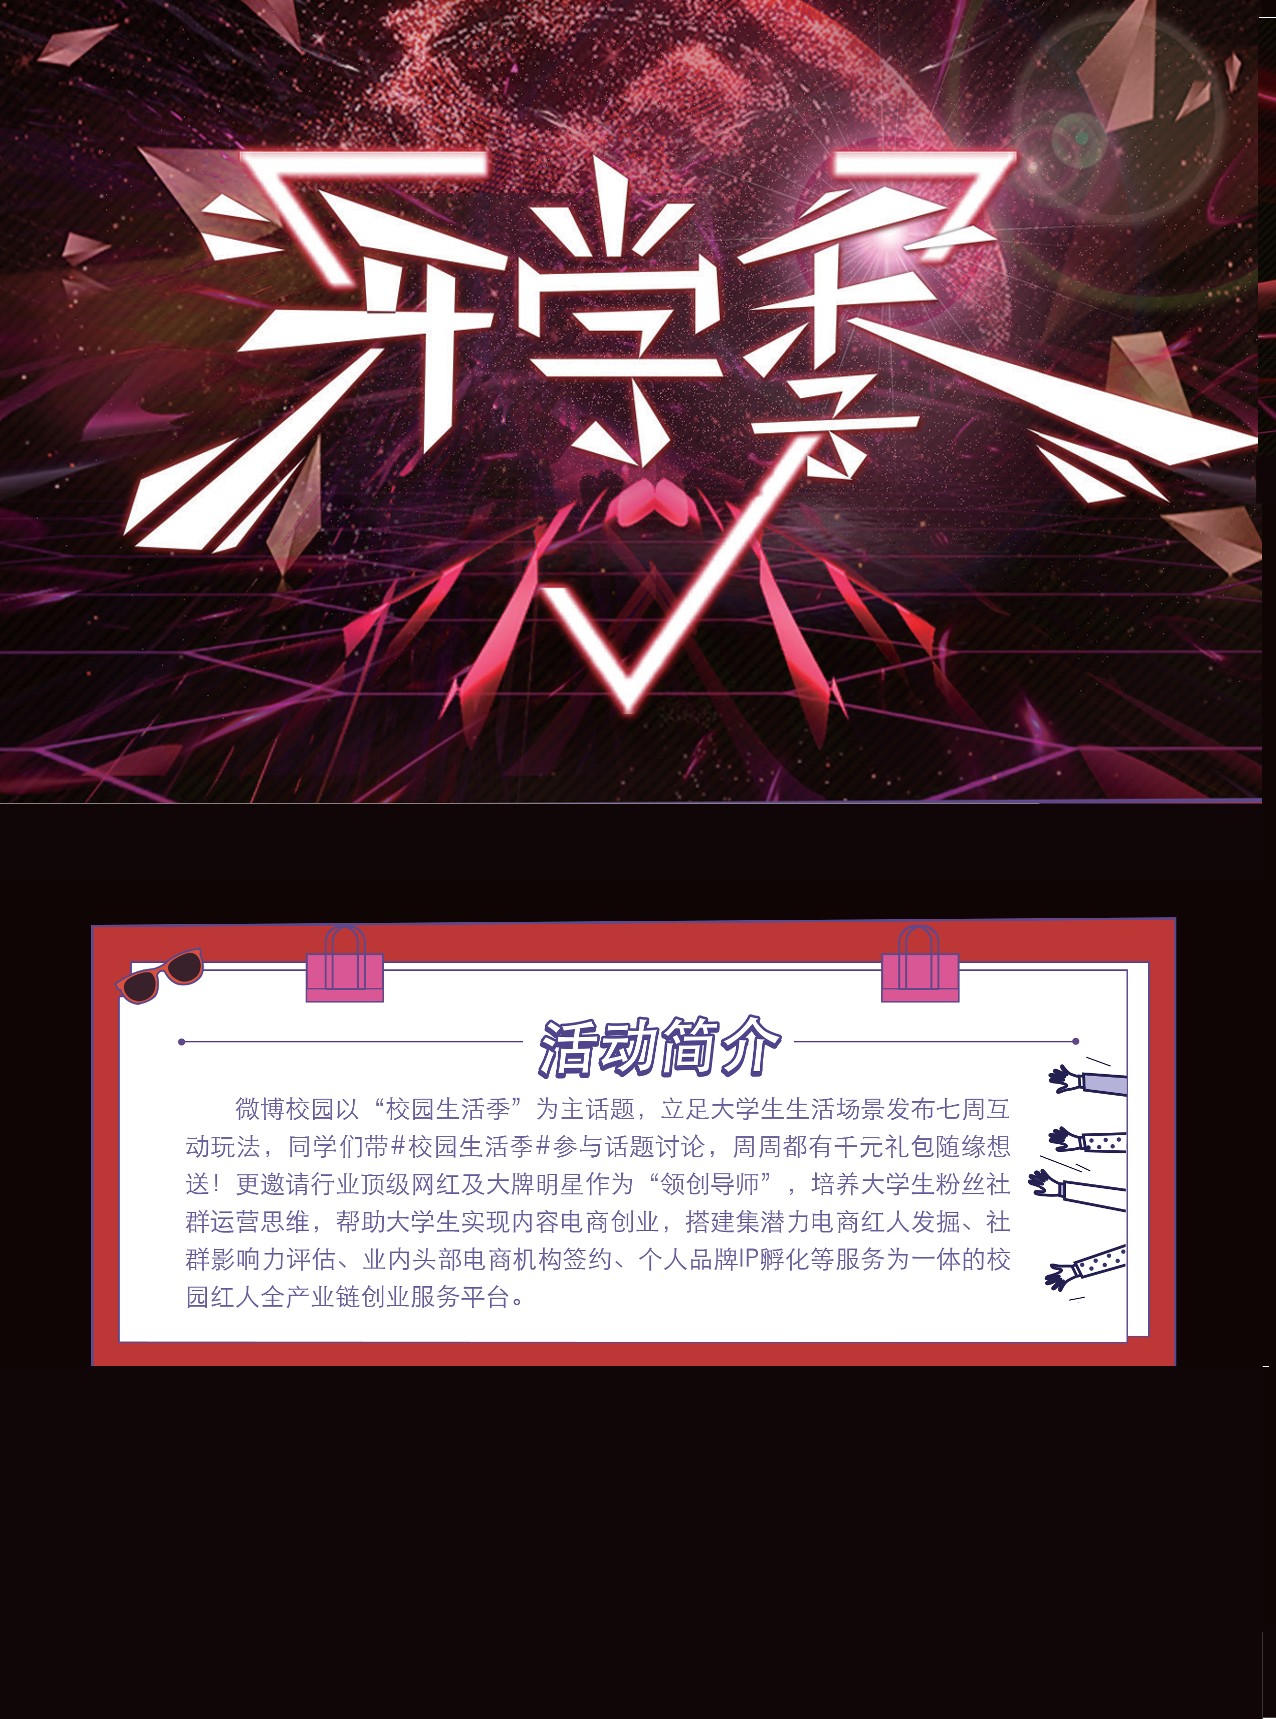 开学季
活动简介
微博校园以“校园生活季”为主话题，立足大学生生活场景发布七周互
动玩法，同学们带#校园生活季#参与话题讨论，周周都有千元礼包随缘想
送！更邀请行业顶级网红及大牌明星作为“领创导师”，培养大学生粉丝社
群运营思维，帮助大学生实现内容电商创业，搭建集潜力电商红人发掘、社
群影响力评估、业内头部电商机构签约、个人品牌IP孵化等服务为一体的校
园红人全产业链创业服务平台。